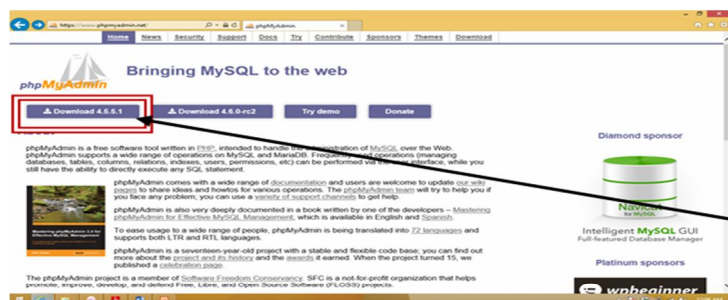 https://www.phpmyadmin.net/
phpMyAdmin
Home News Security Support Docs Try Contribute Sponsors Themes Download
phpMyAdmin
Bringing MySQL to the web
Download 4.5.5.1
Download 4.6.0-rc2
Try demo
Donate
About
phpMyAdmin is a free software tool written in PHP, intended to handle the administration of MySQL over the Web.
phpMyAdmin supports a wide range of operations on MySQL and MariaDB. Frequently used operations (managing
databases, tables, columns, relations, indexes, users, permissions, etc) can be performed via the user interface, while you
still have the ability to directly execute any SQL statement.
Mastering phpMyAdmin 3.4 for
Effective MySQL Management
phpMyAdmin comes with a wide range of documentation and users are welcome to update our wiki
pages to share ideas and howtos for various operations. The phpMyAdmin team will try to help you if
you face any problem; you can use a variety of support channels to get help.
phpMyAdmin is also very deeply documented in a book written by one of the developers – Mastering
phpMyAdmin for Effective MySQL Management, which is available in English and Spanish.
To ease usage to a wide range of people, phpMyAdmin is being translated into 72 languages and
supports both LTR and RTL languages.
phpMyAdmin is a seventeen-year-old project with a stable and flexible code base; you can find out
more about the project and its history and the awards it earned. When the project turned 15, we
published a celebration page.
The phpMyAdmin project is a member of Software Freedom Conservancy. SFC is a not-for-profit organization that helps
promote, improve, develop, and defend Free, Libre, and Open Source Software (FLOSS) projects.
Diamond sponsor
Navicat
for MySQL
Intelligent MySQL GUI
Full-featured Database Manager
Platinum sponsors
wpbeginner